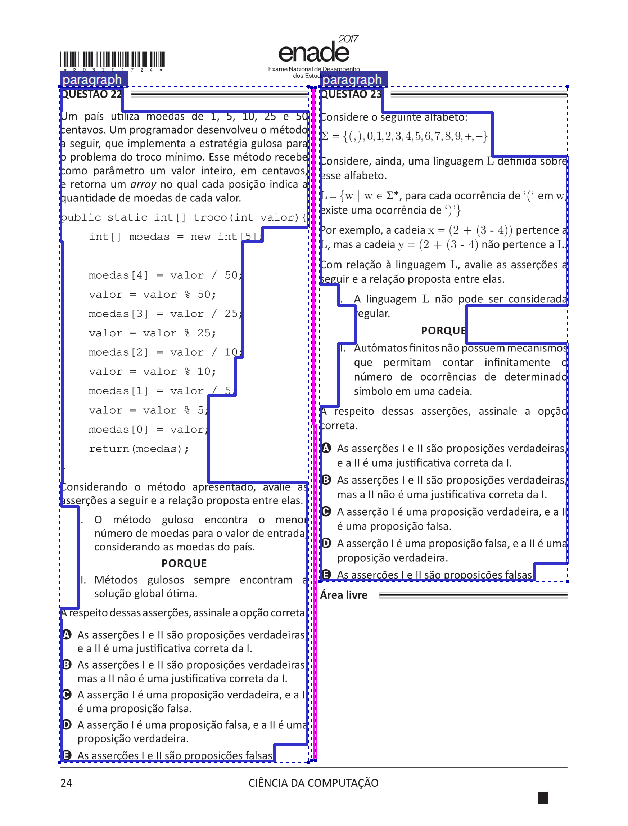 2017
enade
Exame Nacional de Desempenho
dos Estud
paragraph
QUESTÃO 22
Um país utiliza moedas de 1, 5, 10, 25 e 50
centavos. Um programador desenvolveu o método
a seguir, que implementa a estratégia gulosa para
o problema do troco mínimo. Esse método recebe
como parâmetro um valor inteiro, em centavos,
e retorna um array no qual cada posição indica a
quantidade de moedas de cada valor.
public static int[] troco(int valor){
int[] moedas = new int[5];
moedas[4] = valor / 50;
valor = valor % 50;
moedas[3] = valor / 25;
valor = valor % 25;
moedas[2] = valor / 10;
valor = valor % 10;
moedas[1] = valor / 5;
valor = valor % 5;
moedas[0] = valor;
return(moedas);
}
Considerando o método apresentado, avalie as
asserções a seguir e a relação proposta entre elas.
I. O método guloso encontra o menor
número de moedas para o valor de entrada,
considerando as moedas do país.
PORQUE
II. Métodos gulosos sempre encontram a
solução global ótima.
A respeito dessas asserções, assinale a opção correta.
A As asserções I e II são proposições verdadeiras,
e a II é uma justificativa correta da I.
B As asserções I e II são proposições verdadeiras,
mas a II não é uma justificativa correta da I.
C A asserção I é uma proposição verdadeira, e a II
é uma proposição falsa.
D A asserção I é uma proposição falsa, e a II é uma
proposição verdadeira.
E As asserções I e II são proposições falsas.
paragraph
QUESTÃO 23
Considere o seguinte alfabeto:
Σ = {(,),0,1,2,3,4,5,6,7,8,9,+,−}
Considere, ainda, uma linguagem L definida sobre
esse alfabeto.
L = {w | w ∈ Σ*, para cada ocorrência de '(' em w,
existe uma ocorrência de ')'}
Por exemplo, a cadeia x = (2 + (3 - 4)) pertence a
L, mas a cadeia y = (2 + (3 - 4) não pertence a L.
Com relação à linguagem L, avalie as asserções a
seguir e a relação proposta entre elas.
I. A linguagem L não pode ser considerada
regular.
PORQUE
II. Autômatos finitos não possuem mecanismos
que permitam contar infinitamente o
número de ocorrências de determinado
símbolo em uma cadeia.
A respeito dessas asserções, assinale a opção
correta.
A As asserções I e II são proposições verdadeiras,
e a II é uma justificativa correta da I.
B As asserções I e II são proposições verdadeiras,
mas a II não é uma justificativa correta da I.
C A asserção I é uma proposição verdadeira, e a II
é uma proposição falsa.
D A asserção I é uma proposição falsa, e a II é uma
proposição verdadeira.
E As asserções I e II são proposições falsas.
Área livre
24
CIÊNCIA DA COMPUTAÇÃO